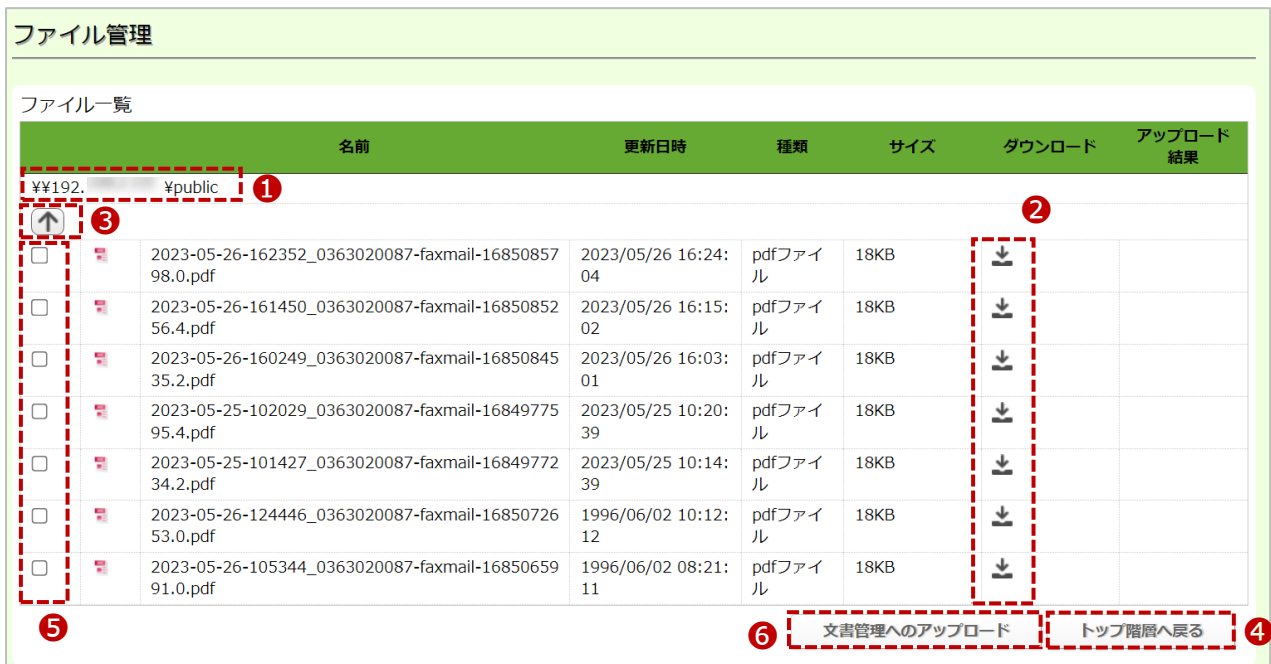 ファイル管理
ファイル一覧
名前 更新日時 種類 サイズ ダウンロード アップロード
結果
¥¥192. ¥public ❶
❸ ❷
2023-05-26-162352_0363020087-faxmail-16850857 2023/05/26 16:24: pdfファイ 18KB
98.0.pdf 04 ル
2023-05-26-161450_0363020087-faxmail-16850852 2023/05/26 16:15: pdfファイ 18KB
56.4.pdf 02 ル
2023-05-26-160249_0363020087-faxmail-16850845 2023/05/26 16:03: pdfファイ 18KB
35.2.pdf 01 ル
2023-05-25-102029_0363020087-faxmail-16849775 2023/05/25 10:20: pdfファイ 18KB
95.4.pdf 39 ル
2023-05-25-101427_0363020087-faxmail-16849772 2023/05/25 10:14: pdfファイ 18KB
34.2.pdf 39 ル
2023-05-26-124446_0363020087-faxmail-16850726 1996/06/02 10:12: pdfファイ 18KB
53.0.pdf 12 ル
2023-05-26-105344_0363020087-faxmail-16850659 1996/06/02 08:21: pdfファイ 18KB
91.0.pdf 11 ル
❺ ❻ 文書管理へのアップロード トップ階層へ戻る ❹